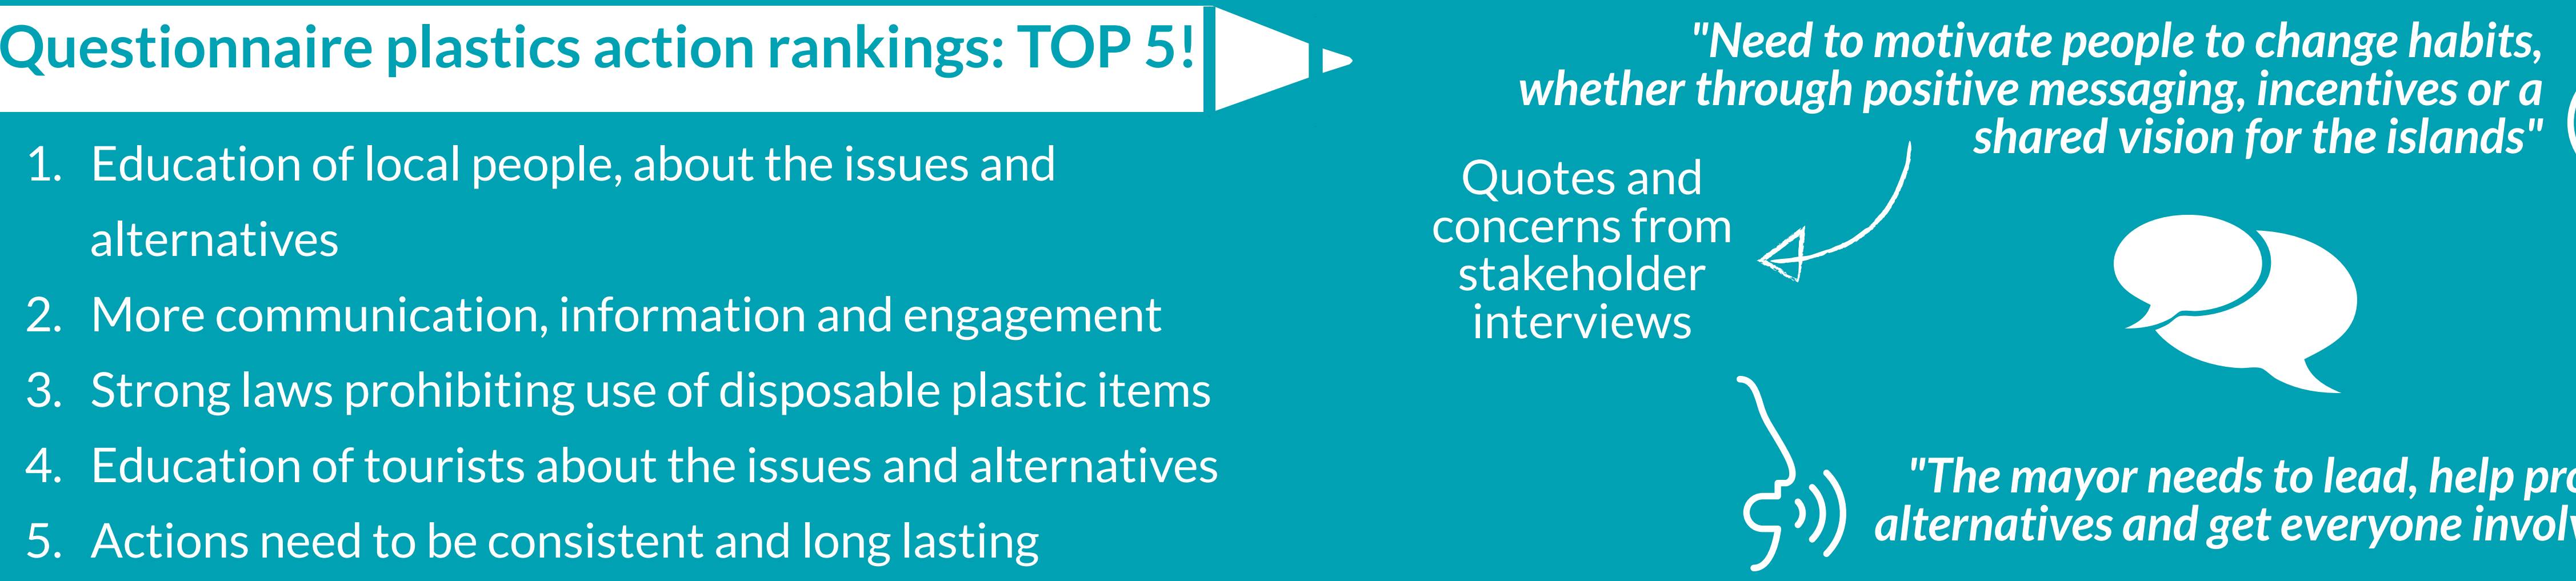 Questionnaire plastics action rankings: TOP 5!
1. Education of local people, about the issues and
alternatives
2. More communication, information and engagement
3. Strong laws prohibiting use of disposable plastic items
4. Education of tourists about the issues and alternatives
5. Actions need to be consistent and long lasting
"Need to motivate people to change habits,
whether through positive messaging, incentives or a
shared vision for the islands"
Quotes and
concerns from
stakeholder
interviews
"The mayor needs to lead, help
alternatives and get everyone